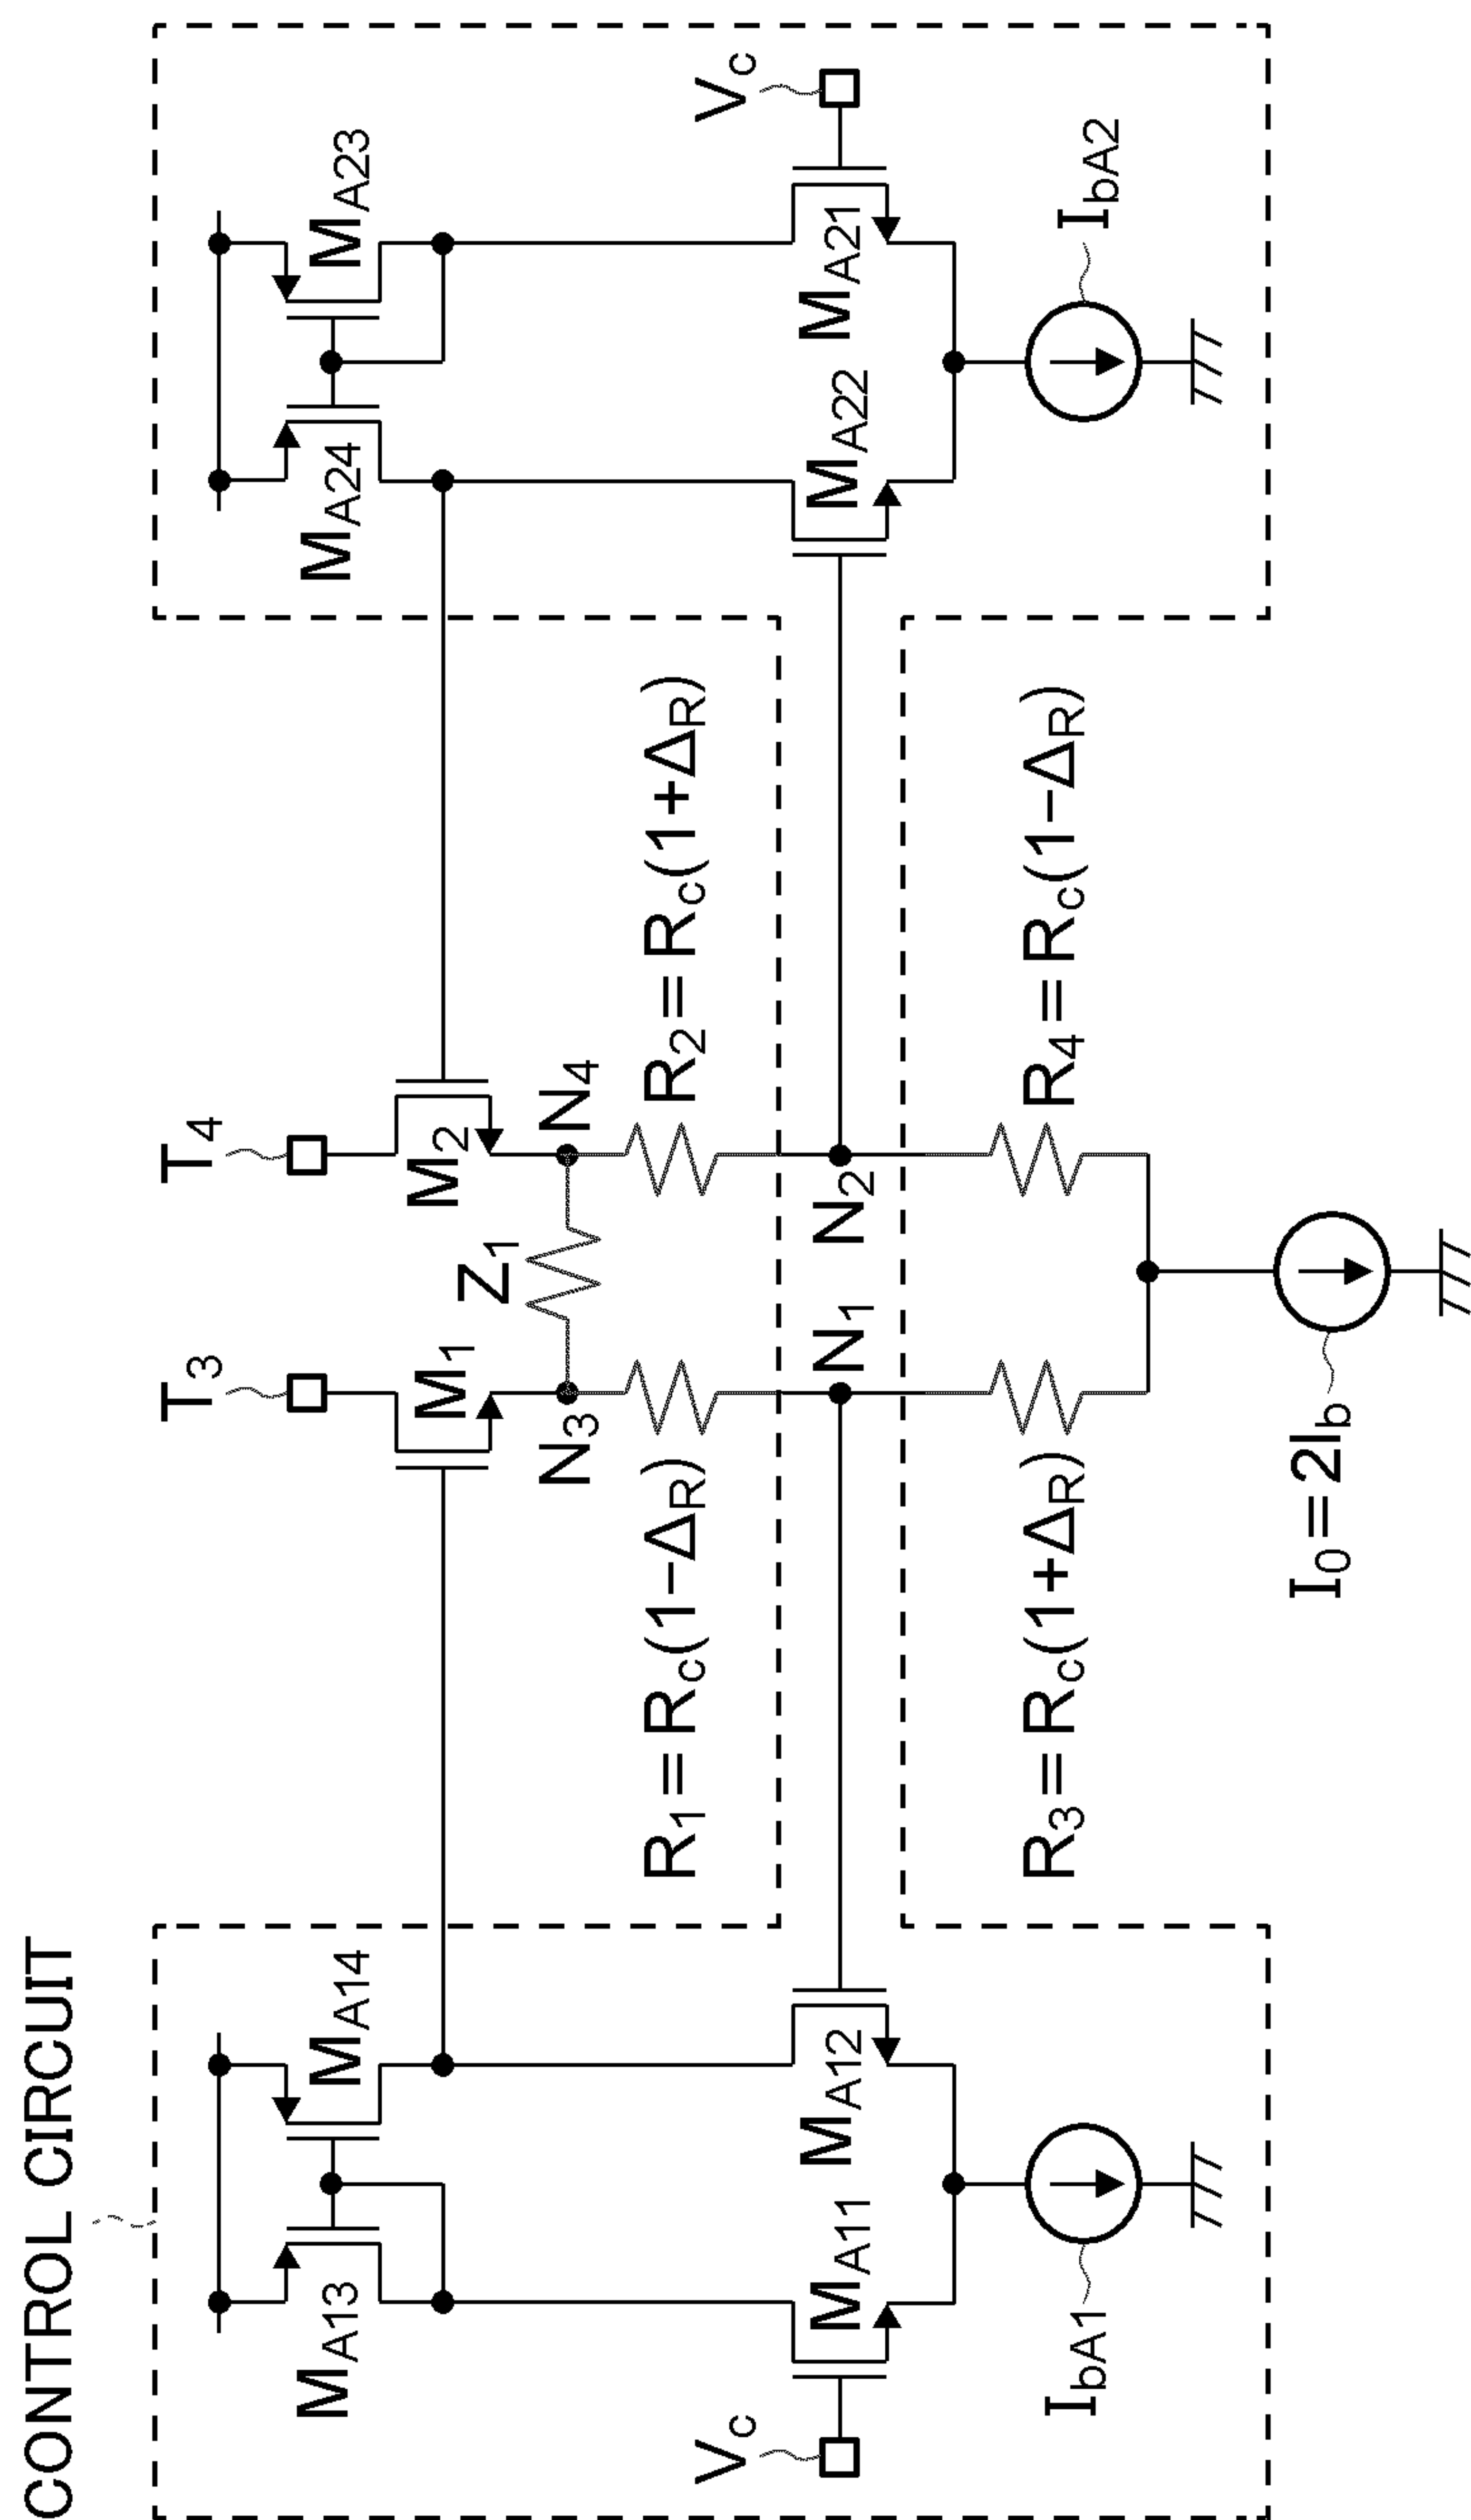 CONTROL CIRCUIT
T3
T4
MA13
MA14
MA24
MA23
M1
M2
Z1
N3
N4
R1=Rc(1−ΔR)
R2=Rc(1+ΔR)
Vc
Vc
MA11
MA12
N1
N2
MA22
MA21
R3=Rc(1+ΔR)
R4=Rc(1−ΔR)
IbA1
IbA2
I0=2Ib